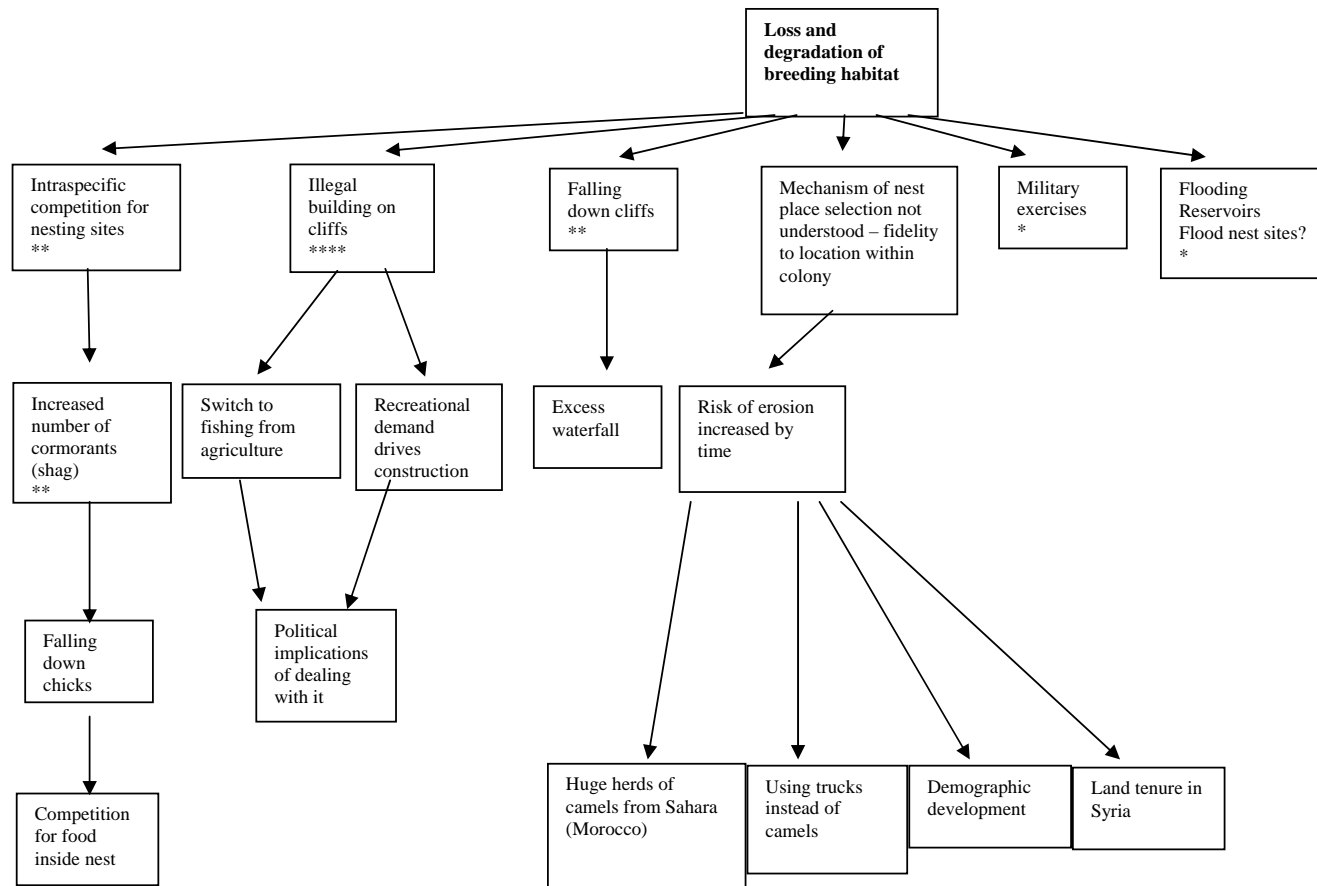 Loss and
degradation of
breeding habitat
Intraspecific
competition for
nesting sites
**
Illegal
building on
cliffs
****
Falling
down cliffs
**
Mechanism of nest
place selection not
understood – fidelity
to location within
colony
Military
exercises
*
Flooding
Reservoirs
Flood nest sites?
*
Increased
number of
cormorants
(shag)
**
Switch to
fishing from
agriculture
Recreational
demand
drives
construction
Excess
waterfall
Risk of erosion
increased by
time
Falling
down
chicks
Political
implications
of dealing
with it
Competition
for food
inside nest
Huge herds of
camels from Sahara
(Morocco)
Using trucks
instead of
camels
Demographic
development
Land tenure in
Syria